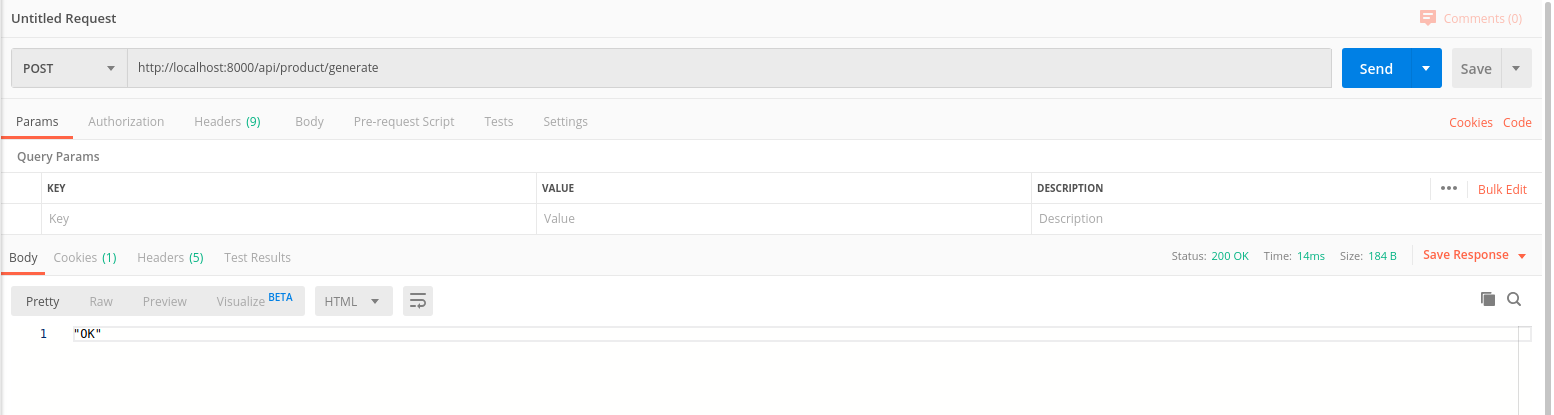 Untitled Request
Comments (0)
POST http://localhost:8000/api/product/generate Send Save
Params Authorization Headers (9) Body Pre-request Script Tests Settings Cookies Code
Query Params
KEY VALUE DESCRIPTION Bulk Edit
Key Value Description
Body Cookies (1) Headers (5) Test Results Status: 200 OK Time: 14ms Size: 184 B Save Response
Pretty Raw Preview Visualize BETA HTML
1 "OK"